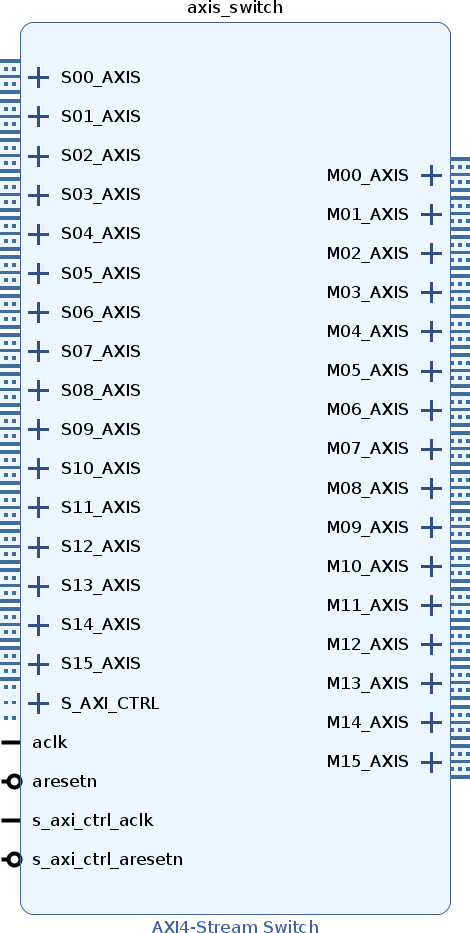 axis_switch
S00_AXIS
S01_AXIS
S02_AXIS
S03_AXIS
S04_AXIS
S05_AXIS
S06_AXIS
S07_AXIS
S08_AXIS
S09_AXIS
S10_AXIS
S11_AXIS
S12_AXIS
S13_AXIS
S14_AXIS
S15_AXIS
S_AXI_CTRL
aclk
aresetn
s_axi_ctrl_aclk
s_axi_ctrl_aresetn
M00_AXIS
M01_AXIS
M02_AXIS
M03_AXIS
M04_AXIS
M05_AXIS
M06_AXIS
M07_AXIS
M08_AXIS
M09_AXIS
M10_AXIS
M11_AXIS
M12_AXIS
M13_AXIS
M14_AXIS
M15_AXIS
AXI4-Stream Switch